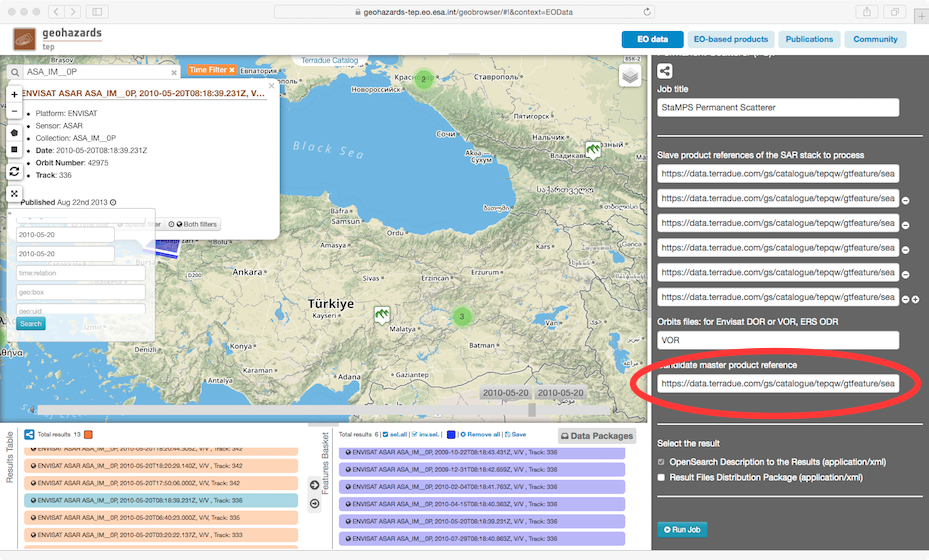 geohazards-tep.eo.esa.int/geobrowser/#!&context=EOData
geohazards
tep
EO data
EO-based products
Publications
Community
Terradue Catalog
ASA_IM__0P
Time Filter ×
ENVISAT ASAR ASA_IM__0P, 2010-05-20T08:18:39.231Z, V...
Platform: ENVISAT
Sensor: ASAR
Collection: ASA_IM__0P
Date: 2010-05-20T08:18:39.231Z
Orbit Number: 42975
Track: 336
Published Aug 22nd 2013
Both filters
2010-05-20
2010-05-20
time:relation
geo:box
geo:uid
Search
Brasov
Євпаторія
Новороссийск
Ставрополь
Пятигорск
Нальчик
Сочи
Владикавказ
Black Sea
სოხუმი
Bafra
Samsun
Ordu
Bolu
Amasya
Kars
Ankara
Sivas
Erzincan
Erzurum
Türkiye
Kayseri
Malatya
Van
Batman
Denizli
Konya
Gaziantep
Antalya
Adana
İzmir
Αθήνα
2
3
D200
2010-05-20 2010-05-20
Job title
StaMPS Permanent Scatterer
Slave product references of the SAR stack to process
https://data.terradue.com/gs/catalogue/tepqw/gtfeature/sea
https://data.terradue.com/gs/catalogue/tepqw/gtfeature/sea
https://data.terradue.com/gs/catalogue/tepqw/gtfeature/sea
https://data.terradue.com/gs/catalogue/tepqw/gtfeature/sea
https://data.terradue.com/gs/catalogue/tepqw/gtfeature/sea
https://data.terradue.com/gs/catalogue/tepqw/gtfeature/sea
Orbits files: for Envisat DOR or VOR, ERS ODR
VOR
candidate master product reference
https://data.terradue.com/gs/catalogue/tepqw/gtfeature/sea
Select the result
OpenSearch Description to the Results (application/xml)
Result Files Distribution Package (application/xml)
Run Job
Results Table
Total results 13
ENVISAT ASAR ASA_IM__0P, 2010-05-20T18:20:29.140Z, V/V, Track: 342
ENVISAT ASAR ASA_IM__0P, 2010-05-20T17:50:06.000Z, V/V, Track: 342
ENVISAT ASAR ASA_IM__0P, 2010-05-20T08:18:39.231Z, V/V, Track: 336
ENVISAT ASAR ASA_IM__0P, 2010-05-20T06:40:23.000Z, V/V, Track: 335
ENVISAT ASAR ASA_IM__0P, 2010-05-20T03:20:22.137Z, V/V, Track: 333
Features Basket
Total results 6 | sel.all | inv.sel. | Remove all | Save
Data Packages
ENVISAT ASAR ASA_IM__0P, 2009-10-22T08:18:43.431Z, V/V , Track: 336
ENVISAT ASAR ASA_IM__0P, 2009-12-31T08:18:42.659Z, V/V , Track: 336
ENVISAT ASAR ASA_IM__0P, 2010-02-04T08:18:41.763Z, V/V , Track: 336
ENVISAT ASAR ASA_IM__0P, 2010-04-15T08:18:40.363Z, V/V , Track: 336
ENVISAT ASAR ASA_IM__0P, 2010-05-20T08:18:39.231Z, V/V , Track: 336
ENVISAT ASAR ASA_IM__0P, 2010-07-29T08:18:40.863Z, V/V , Track: 336